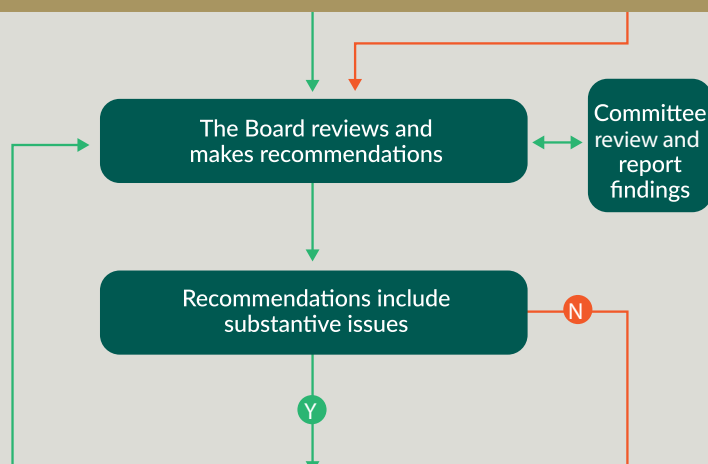 The Board reviews and
makes recommendations
Committee
review and
report
findings
Recommendations include
substantive issues
N
Y